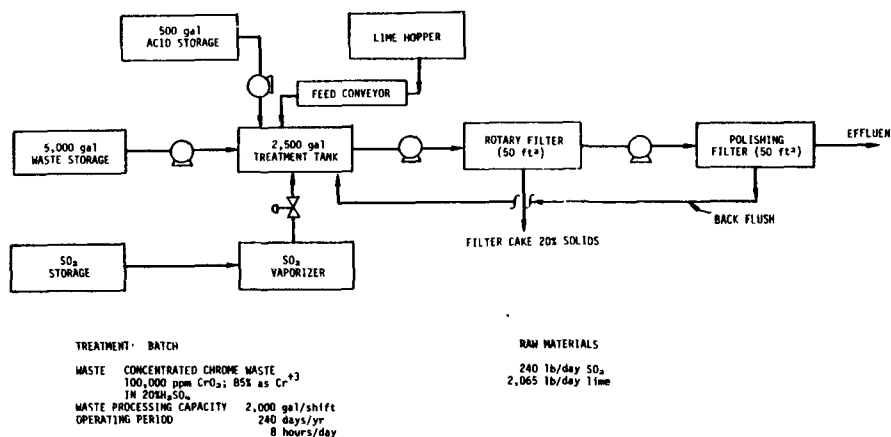 500 gal
ACID STORAGE
LIME HOPPER
FEED CONVEYOR
5,000 gal
WASTE STORAGE
2,500 gal
TREATMENT TANK
ROTARY FILTER
(50 ft²)
POLISHING
FILTER (50 ft²)
EFFLUEN
BACK FLUSH
FILTER CAKE 20% SOLIDS
SO₂
STORAGE
SO₂
VAPORIZER
TREATMENT· BATCH
WASTE CONCENTRATED CHROME WASTE
100,000 ppm CrO₃; 85% as Cr⁺³
IN 20%H₂SO₄
WASTE PROCESSING CAPACITY 2,000 gal/shift
OPERATING PERIOD 240 days/yr
8 hours/day
RAW MATERIALS
240 lb/day SO₂
2,065 lb/day lime